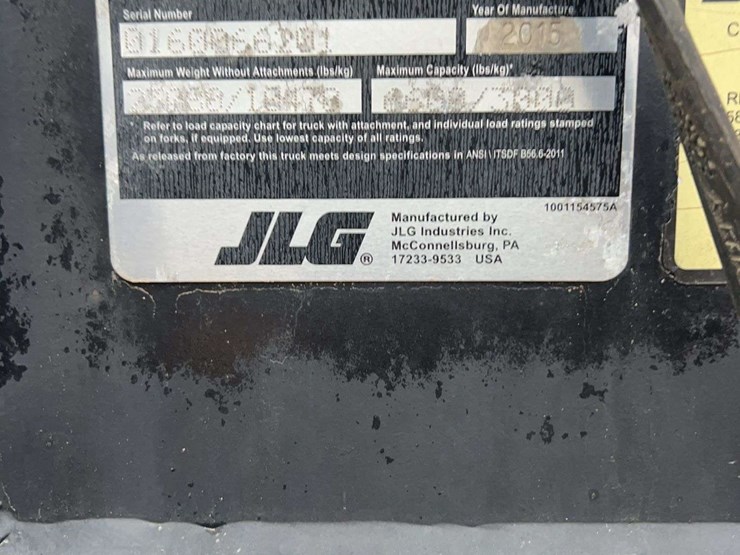 Serial Number
Year Of Manufacture
2015
Maximum Weight Without Attachments (lbs/kg)
Maximum Capacity (lbs/kg)*
* Refer to load capacity chart for truck with attachment, and individual load ratings stamped
on forks, if equipped. Use lowest capacity of all ratings.
As released from factory this truck meets design specifications in ANSI \ ITSDF B56.6-2011
1001154575A
JLG ®
Manufactured by
JLG Industries Inc.
McConnellsburg, PA
17233-9533 USA